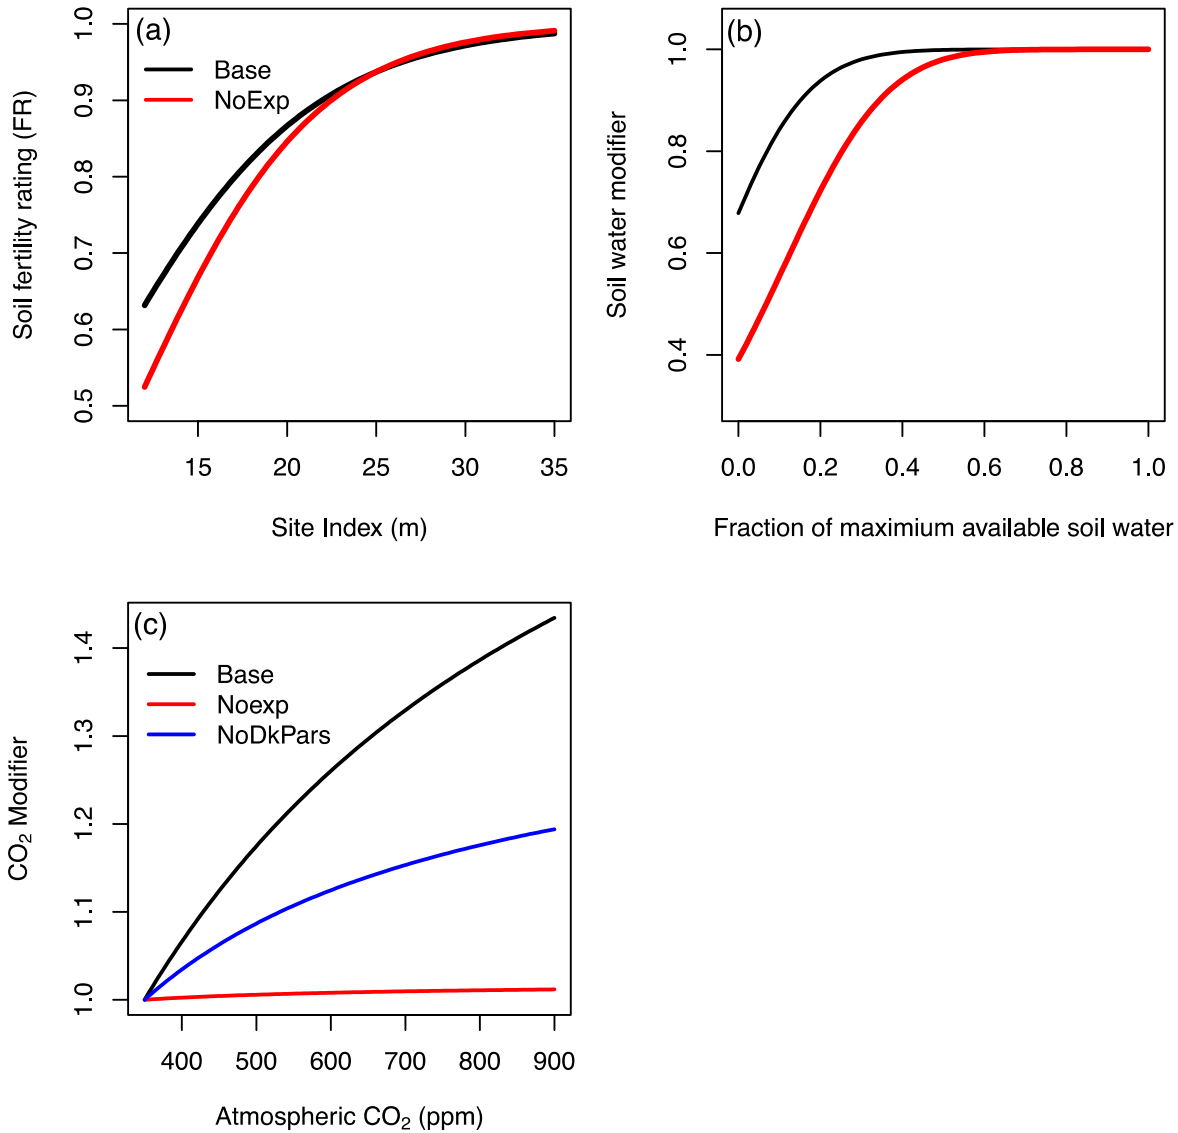 (a)
Base
NoExp
Soil fertility rating (FR)
1.0
0.9
0.8
0.7
0.6
0.5
15 20 25 30 35
Site Index (m)
(b)
Soil water modifier
1.0
0.8
0.6
0.4
0.0 0.2 0.4 0.6 0.8 1.0
Fraction of maximium available soil water
(c)
Base
Noexp
NoDkPars
CO₂ Modifier
1.4
1.3
1.2
1.1
1.0
400 500 600 700 800 900
Atmospheric CO₂ (ppm)